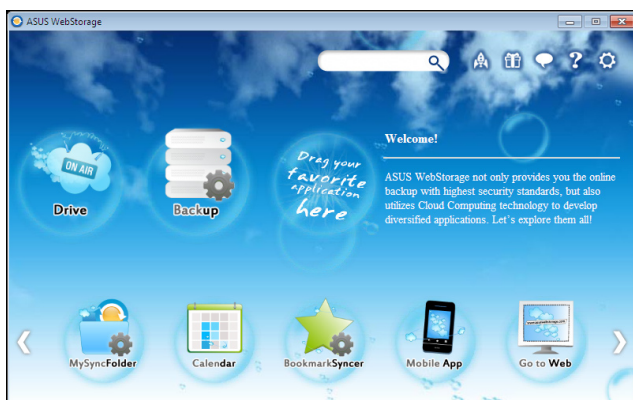 ASUS WebStorage
Welcome!
ON AIR
Drive
Backup
Drag your
favorite
application
here
ASUS WebStorage not only provides you the online
backup with highest security standards, but also
utilizes Cloud Computing technology to develop
diversified applications. Let's explore them all!
MySyncFolder
Calendar
BookmarkSyncer
Mobile App
Go to Web